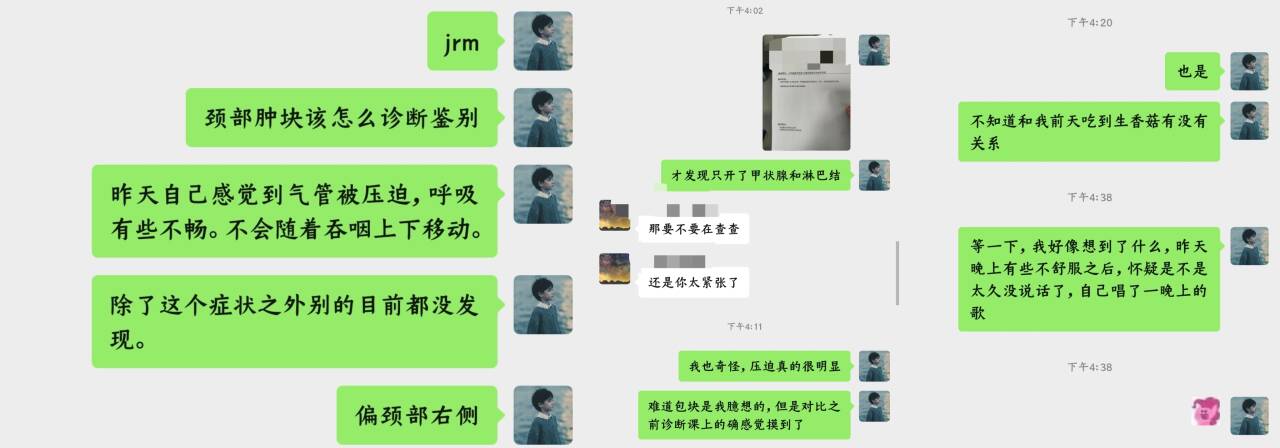 jrm
颈部肿块该怎么诊断鉴别
昨天自己感觉到气管被压迫，呼吸
有些不畅。不会随着吞咽上下移动。
除了这个症状之外别的目前都没发
现。
偏颈部右侧
下午4:02
才发现只开了甲状腺和淋巴结
那要不要在查查
还是你太紧张了
下午4:11
我也奇怪，压迫真的很明显
难道包块是我臆想的，但是对比之
前诊断课上的确感觉摸到了
下午4:20
也是
不知道和我前天吃到生香菇有没有
关系
下午4:38
等一下，我好像想到了什么，昨天
晚上有些不舒服之后，怀疑是不是
太久没说话了，自己唱了一晚上的
歌
下午4:38